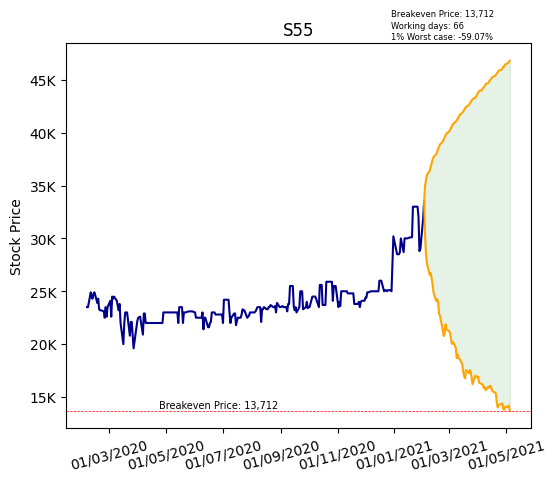 Breakeven Price: 13,712
Working days: 66
1% Worst case: -59.07%
S55
Stock Price
45K
40K
35K
30K
25K
20K
15K
Breakeven Price: 13,712
01/03/2020
01/05/2020
01/07/2020
01/09/2020
01/11/2020
01/01/2021
01/03/2021
01/05/2021